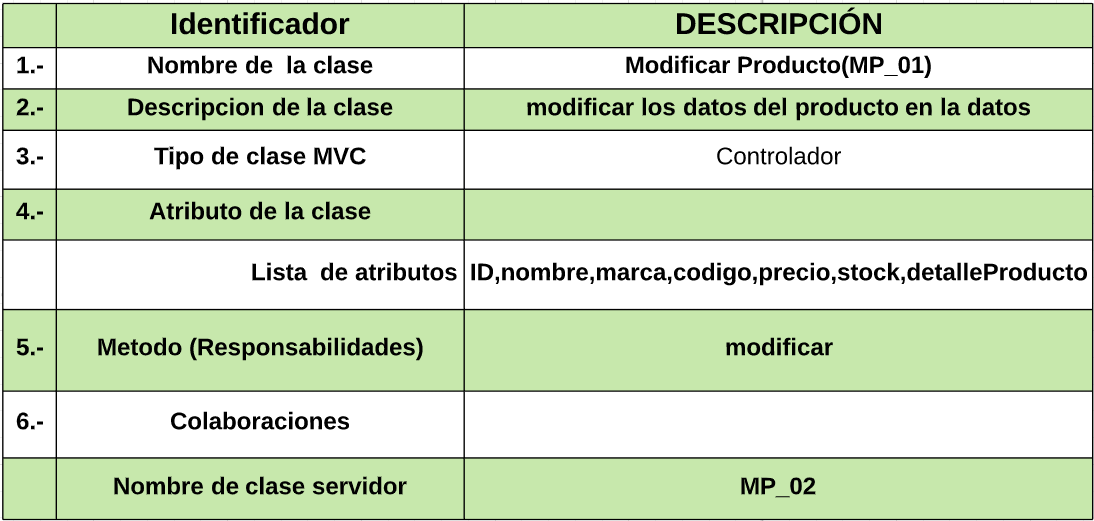 Identificador DESCRIPCIÓN
1.- Nombre de la clase Modificar Producto(MP_01)
2.- Descripcion de la clase modificar los datos del producto en la datos
3.- Tipo de clase MVC Controlador
4.- Atributo de la clase
Lista de atributos ID,nombre,marca,codigo,precio,stock,detalleProducto
5.- Metodo (Responsabilidades) modificar
6.- Colaboraciones
Nombre de clase servidor MP_02